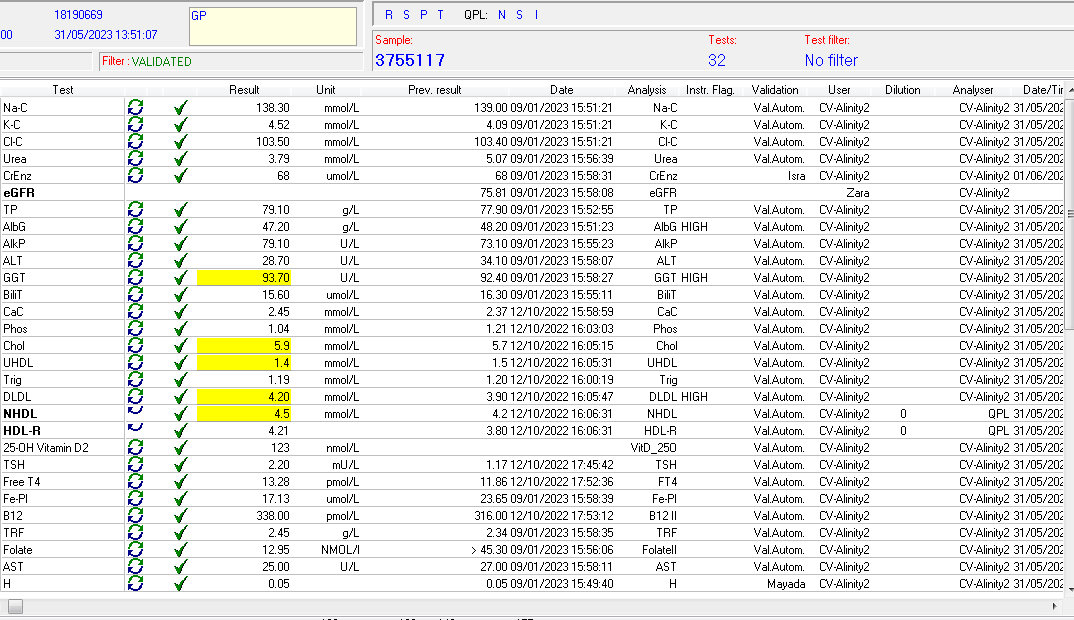 18190669 GP R S P T QPL: N S I
00 31/05/2023 13:51:07
Sample: Tests: Test filter:
3755117 32 No filter
Filter : VALIDATED
Test Result Unit Prev. result Date Analysis Instr. Flag. Validation User Dilution Analyser Date/Tir
Na-C 138.30 mmol/L 139.00 09/01/2023 15:51:21 Na-C Val.Autom. CV-Alinity2 CV-Alinity2 31/05/202
K-C 4.52 mmol/L 4.09 09/01/2023 15:51:21 K-C Val.Autom. CV-Alinity2 CV-Alinity2 31/05/202
Cl-C 103.50 mmol/L 103.40 09/01/2023 15:51:21 Cl-C Val.Autom. CV-Alinity2 CV-Alinity2 31/05/202
Urea 3.79 mmol/L 5.07 09/01/2023 15:56:39 Urea Val.Autom. CV-Alinity2 CV-Alinity2 31/05/202
CrEnz 68 umol/L 68 09/01/2023 15:58:31 CrEnz Isra CV-Alinity2 CV-Alinity2 01/06/202
eGFR 75.81 09/01/2023 15:58:08 eGFR Zara CV-Alinity2
TP 79.10 g/L 77.90 09/01/2023 15:52:55 TP Val.Autom. CV-Alinity2 CV-Alinity2 31/05/202
AlbG 47.20 g/L 48.20 09/01/2023 15:51:23 AlbG HIGH Val.Autom. CV-Alinity2 CV-Alinity2 31/05/202
AlkP 79.10 U/L 73.10 09/01/2023 15:55:23 AlkP Val.Autom. CV-Alinity2 CV-Alinity2 31/05/202
ALT 28.70 U/L 34.10 09/01/2023 15:58:07 ALT Val.Autom. CV-Alinity2 CV-Alinity2 31/05/202
GGT 93.70 U/L 92.40 09/01/2023 15:58:27 GGT HIGH Val.Autom. CV-Alinity2 CV-Alinity2 31/05/202
BiliT 15.60 umol/L 16.30 09/01/2023 15:55:11 BiliT Val.Autom. CV-Alinity2 CV-Alinity2 31/05/202
CaC 2.45 mmol/L 2.37 12/10/2022 15:58:59 CaC Val.Autom. CV-Alinity2 CV-Alinity2 31/05/202
Phos 1.04 mmol/L 1.21 12/10/2022 16:03:03 Phos Val.Autom. CV-Alinity2 CV-Alinity2 31/05/202
Chol 5.9 mmol/L 5.7 12/10/2022 16:05:15 Chol Val.Autom. CV-Alinity2 CV-Alinity2 31/05/202
UHDL 1.4 mmol/L 1.5 12/10/2022 16:05:31 UHDL Val.Autom. CV-Alinity2 CV-Alinity2 31/05/202
Trig 1.19 mmol/L 1.20 12/10/2022 16:00:19 Trig Val.Autom. CV-Alinity2 CV-Alinity2 31/05/202
DLDL 4.20 mmol/L 3.90 12/10/2022 16:05:47 DLDL HIGH Val.Autom. CV-Alinity2 CV-Alinity2 31/05/202
NHDL 4.5 mmol/L 4.2 12/10/2022 16:06:31 NHDL Val.Autom. CV-Alinity2 0 QPL 31/05/202
HDL-R 4.21 3.80 12/10/2022 16:06:31 HDL-R Val.Autom. CV-Alinity2 0 QPL 31/05/202
25-OH Vitamin D2 123 nmol/L VitD_25O Val.Autom. CV-Alinity2 CV-Alinity2 31/05/202
TSH 2.20 mU/L 1.17 12/10/2022 17:45:42 TSH Val.Autom. CV-Alinity2 CV-Alinity2 31/05/202
Free T4 13.28 pmol/L 11.86 12/10/2022 17:52:36 FT4 Val.Autom. CV-Alinity2 CV-Alinity2 31/05/202
Fe-Pl 17.13 umol/L 23.65 09/01/2023 15:58:39 Fe-Pl Val.Autom. CV-Alinity2 CV-Alinity2 31/05/202
B12 338.00 pmol/L 316.00 12/10/2022 17:53:12 B12 II Val.Autom. CV-Alinity2 CV-Alinity2 31/05/202
TRF 2.45 g/L 2.34 09/01/2023 15:58:35 TRF Val.Autom. CV-Alinity2 CV-Alinity2 31/05/202
Folate 12.95 NMOL/l > 45.30 09/01/2023 15:56:06 FolateII Val.Autom. CV-Alinity2 CV-Alinity2 31/05/202
AST 25.00 U/L 27.00 09/01/2023 15:58:11 AST Val.Autom. CV-Alinity2 CV-Alinity2 31/05/202
H 0.05 0.05 09/01/2023 15:49:40 H Mayada CV-Alinity2 CV-Alinity2 31/05/202